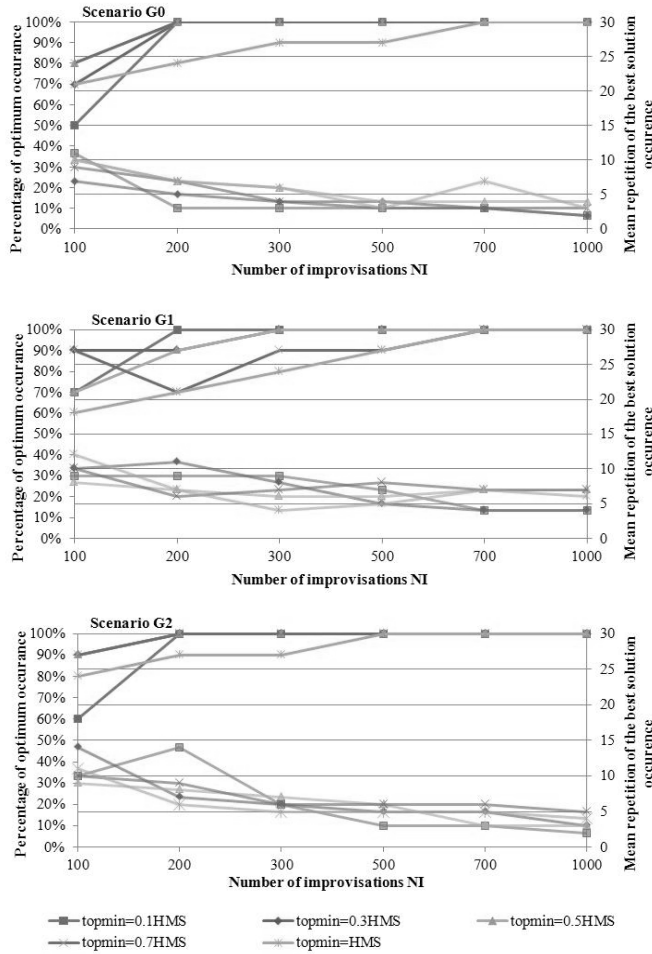 Scenario G0
Percentage of optimum occurance
100%
90%
80%
70%
60%
50%
40%
30%
20%
10%
0%
30
25
20
15
10
5
0
Mean repetition of the best solution
occurence
100 200 300 500 700 1000
Number of improvisations NI
Scenario G1
Percentage of optimum occurance
100%
90%
80%
70%
60%
50%
40%
30%
20%
10%
0%
30
25
20
15
10
5
0
Mean repetition of the best solution
occurence
100 200 300 500 700 1000
Number of improvisations NI
Scenario G2
Percentage of optimum occurance
100%
90%
80%
70%
60%
50%
40%
30%
20%
10%
0%
30
25
20
15
10
5
0
Mean repetition of the best solution
occurence
100 200 300 500 700 1000
Number of improvisations NI
topmin=0.1HMS topmin=0.3HMS topmin=0.5HMS
topmin=0.7HMS topmin=HMS